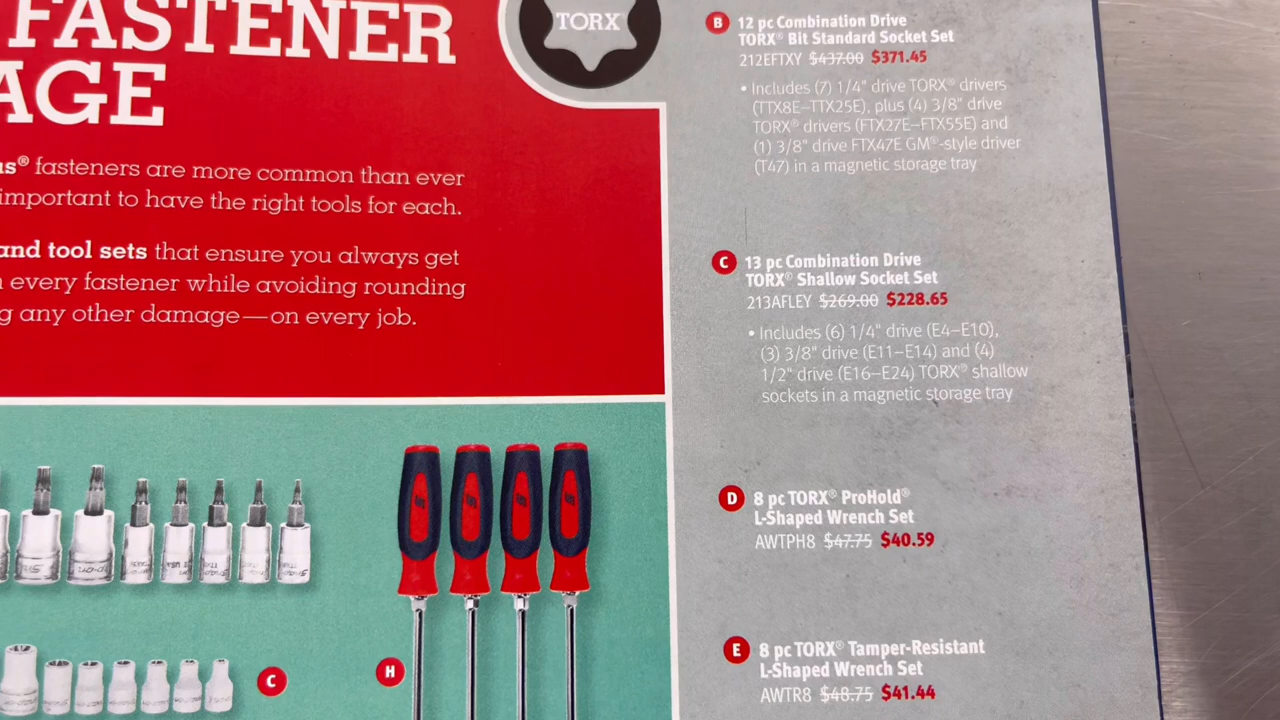 FASTENER
AGE
us® fasteners are more common than ever
important to have the right tools for each.
and tool sets that ensure you always get
every fastener while avoiding rounding
g any other damage—on every job.
TORX
B 12 pc Combination Drive
TORX® Bit Standard Socket Set
212EFTXY $437.00 $371.45
• Includes (7) 1/4" drive TORX® drivers
(TTX8E–TTX25E), plus (4) 3/8" drive
TORX® drivers (FTX27E–FTX55E) and
(1) 3/8" drive FTX47E GM®-style driver
(T47) in a magnetic storage tray
C 13 pc Combination Drive
TORX® Shallow Socket Set
213AFLEY $269.00 $228.65
• Includes (6) 1/4" drive (E4–E10),
(3) 3/8" drive (E11–E14) and (4)
1/2" drive (E16–E24) TORX® shallow
sockets in a magnetic storage tray
D 8 pc TORX® ProHold®
L-Shaped Wrench Set
AWTPH8 $47.75 $40.59
E 8 pc TORX® Tamper-Resistant
L-Shaped Wrench Set
AWTR8 $48.75 $41.44
C
H